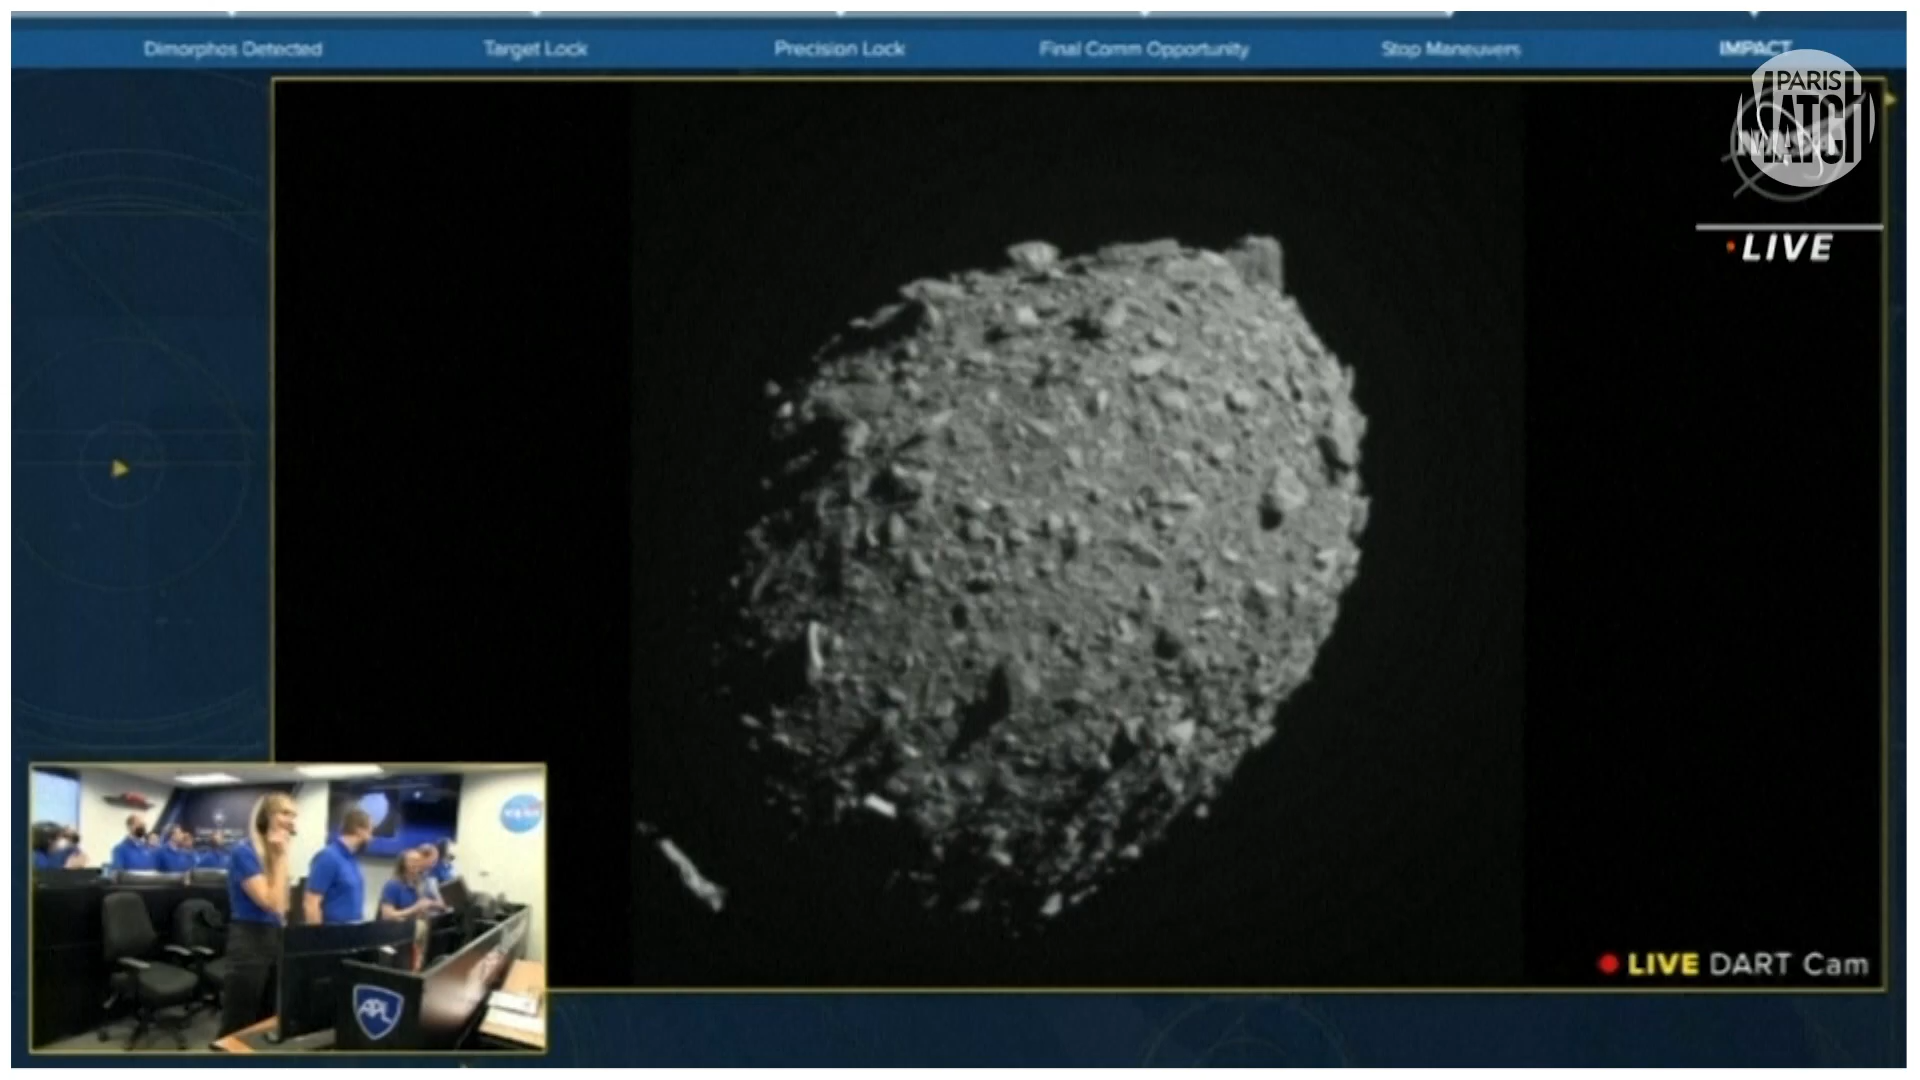 Dimorphos Detected
Target Lock
Precision Lock
Final Comm Opportunity
Stop Maneuvers
IMPACT
PARIS
MATCH
LIVE
LIVE DART Cam
NASA
APL